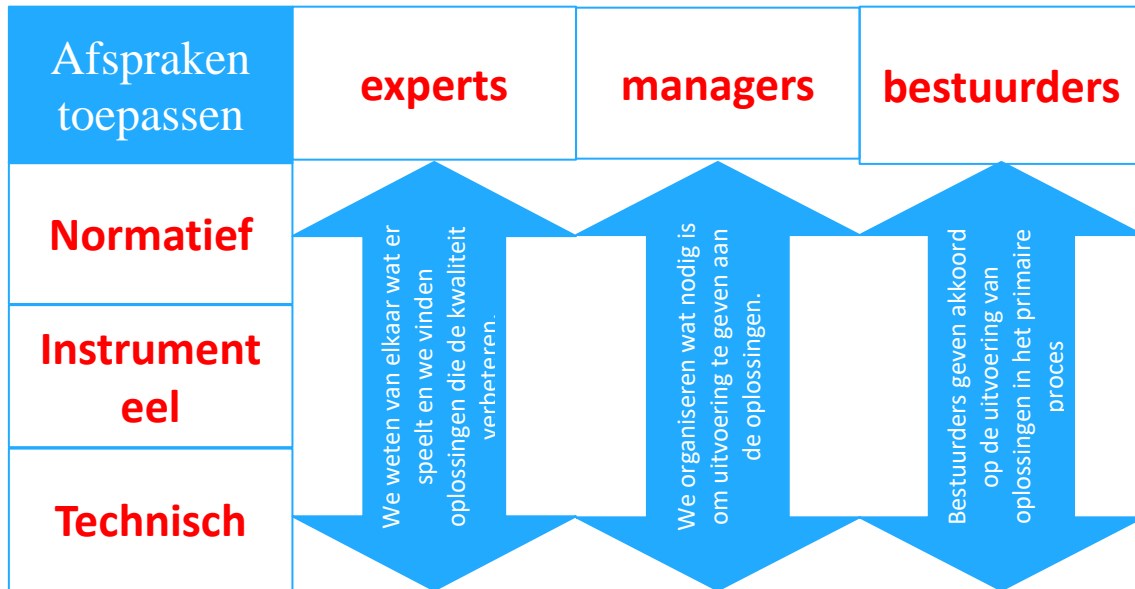 Afspraken
toepassen
experts
managers
bestuurders
Normatief
Instrument
eel
Technisch
We weten van elkaar wat er
speelt en we vinden
oplossingen die de kwaliteit
verbeteren.
We organiseren wat nodig is
om uitvoering te geven aan
de oplossingen.
Bestuurders geven akkoord
op de uitvoering van
oplossingen in het primaire
proces